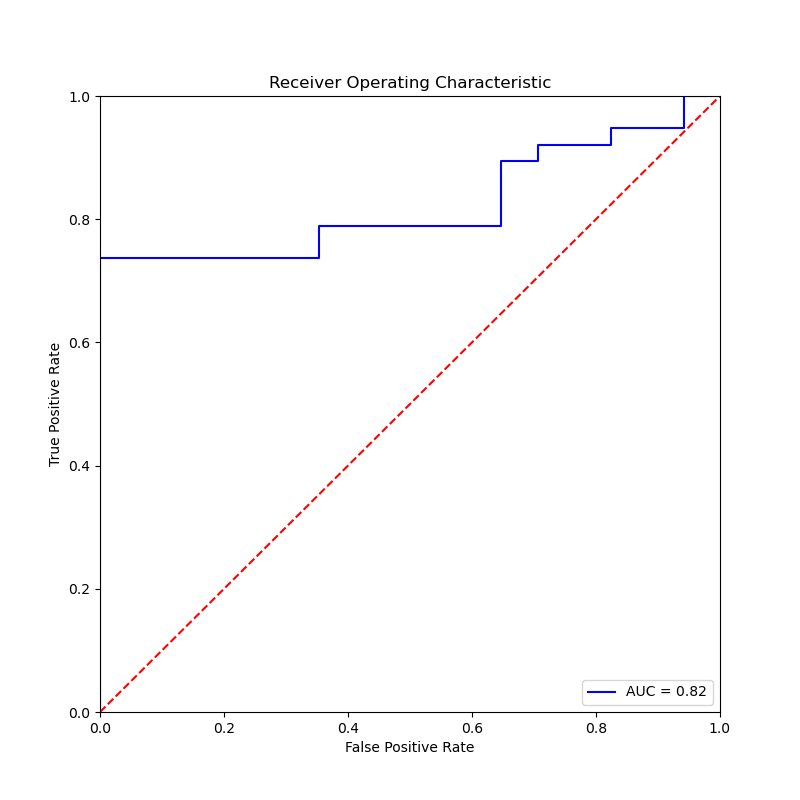 Receiver Operating Characteristic
1.0
0.8
0.6
0.4
0.2
0.0
True Positive Rate
AUC = 0.82
0.0 0.2 0.4 0.6 0.8 1.0
False Positive Rate